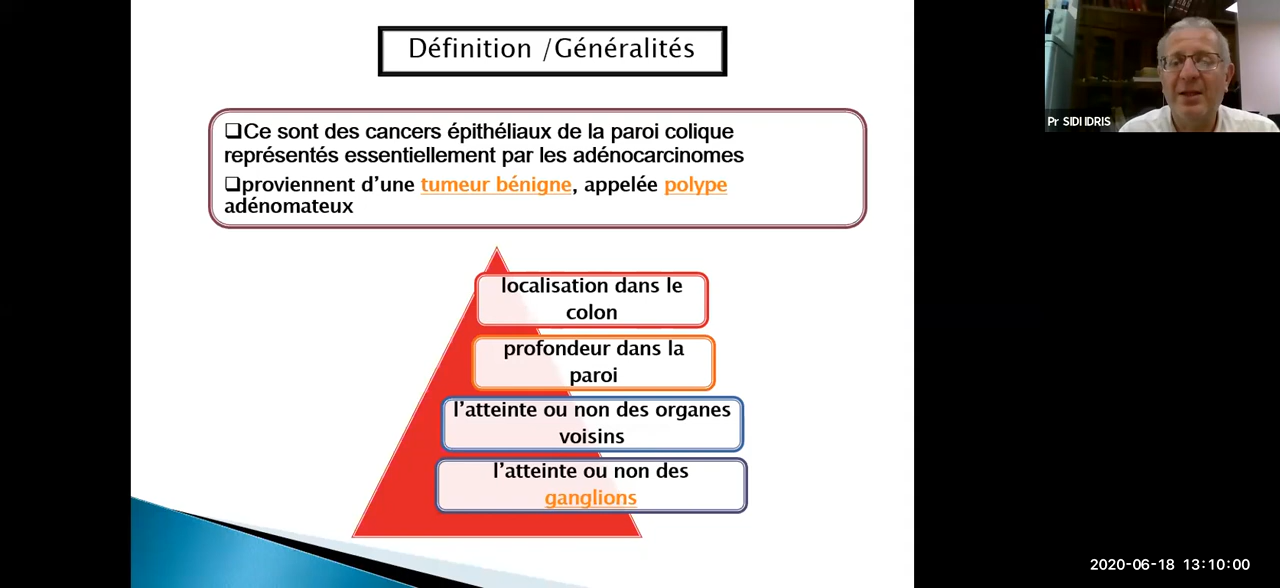 Définition /Généralités
❑Ce sont des cancers épithéliaux de la paroi colique
représentés essentiellement par les adénocarcinomes
❑proviennent d’une tumeur bénigne, appelée polype
adénomateux
localisation dans le
colon
profondeur dans la
paroi
l’atteinte ou non des organes
voisins
l’atteinte ou non des
ganglions
Pr SIDI IDRIS
2020-06-18 13:10:00